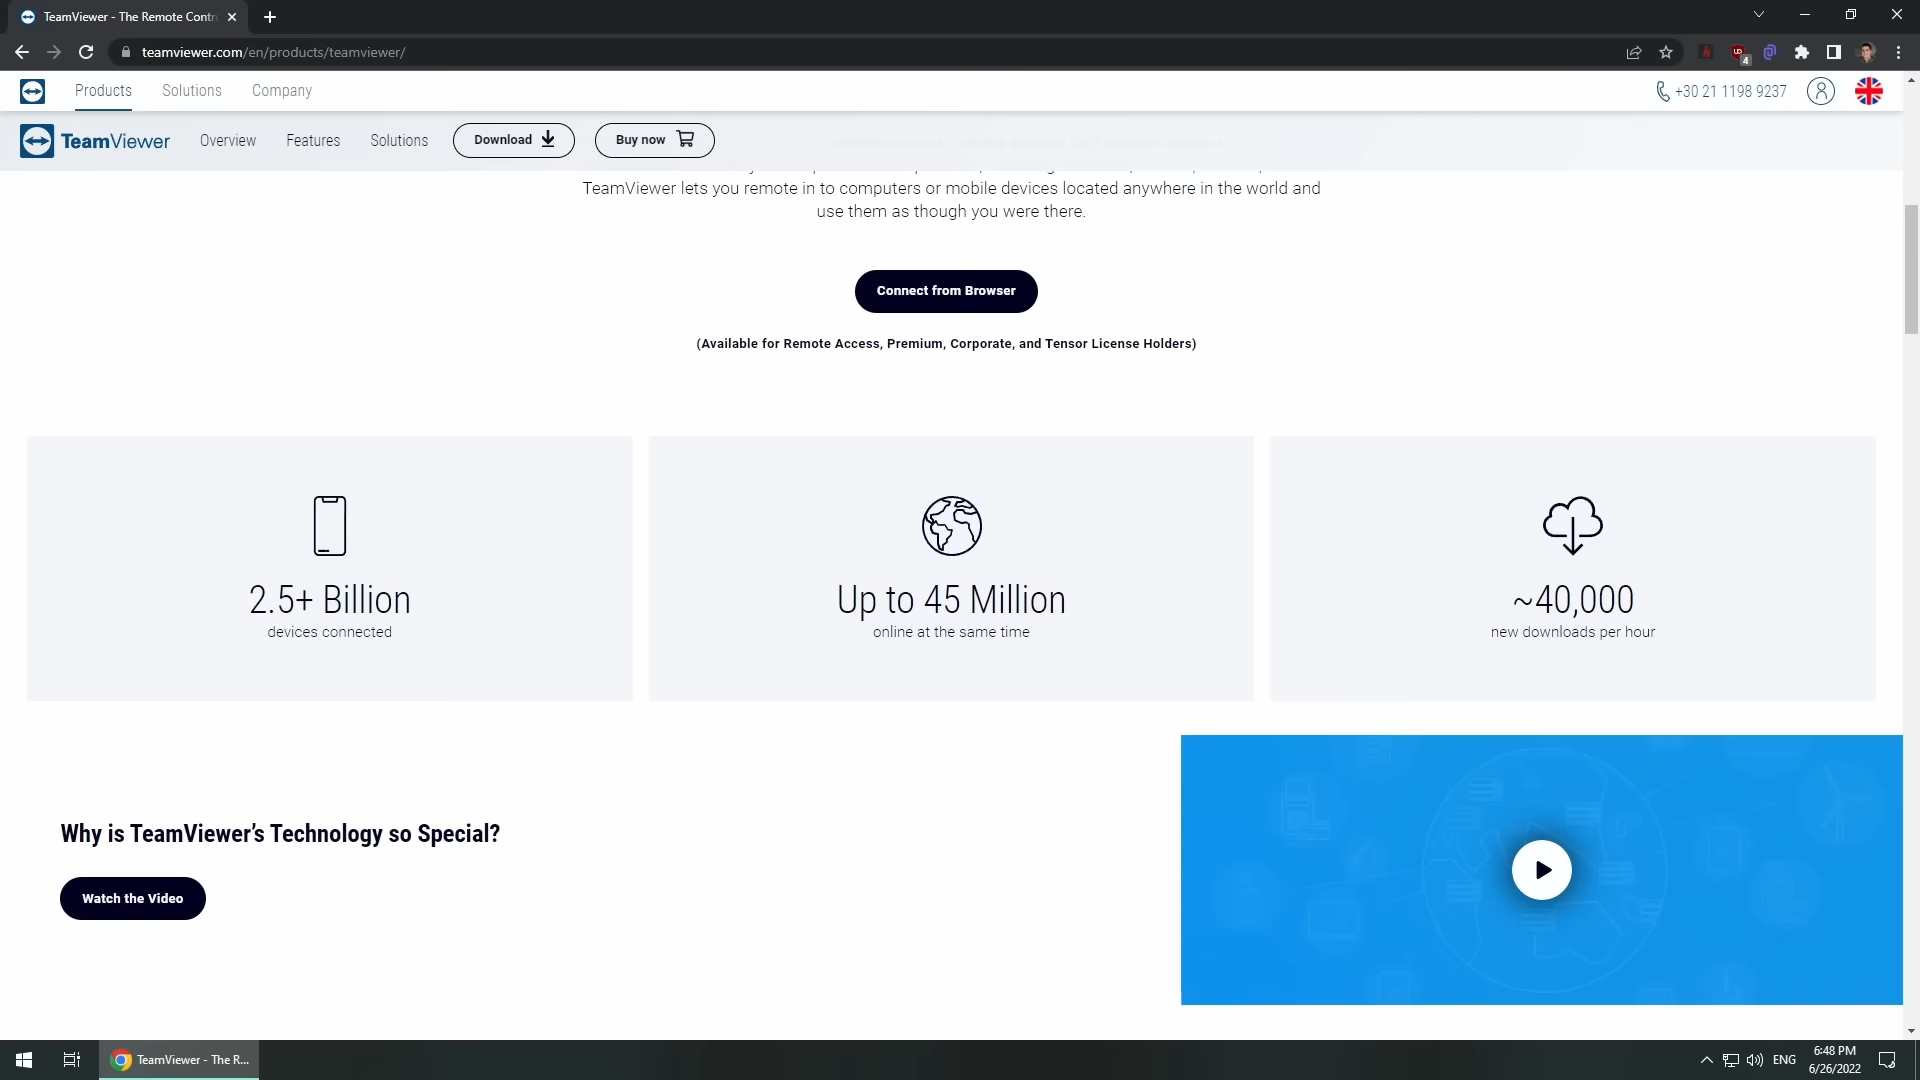 TeamViewer - The Remote Contr
teamviewer.com/en/products/teamviewer/
4
Products
Solutions
Company
+30 21 1198 9237
TeamViewer
Overview
Features
Solutions
Download
Buy now
TeamViewer lets you remote in to computers or mobile devices located anywhere in the world and
use them as though you were there.
Connect from Browser
(Available for Remote Access, Premium, Corporate, and Tensor License Holders)
2.5+ Billion
devices connected
Up to 45 Million
online at the same time
~40,000
new downloads per hour
Why is TeamViewer’s Technology so Special?
Watch the Video
TeamViewer - The R...
ENG
6:48 PM
6/26/2022